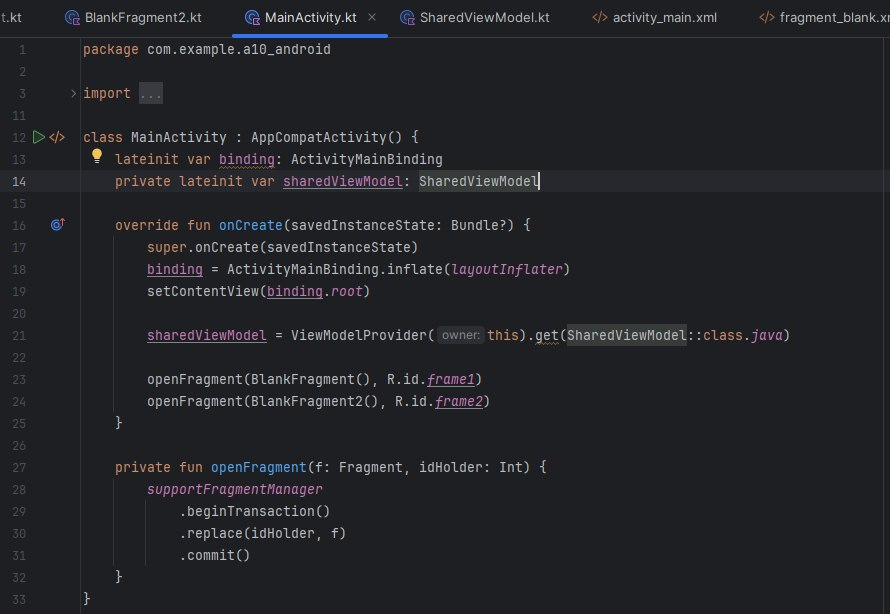 t.kt BlankFragment2.kt MainActivity.kt × SharedViewModel.kt </> activity_main.xml </> fragment_blank.xm
1 package com.example.a10_android
2
3 > import ...
11
12 </> class MainActivity : AppCompatActivity() {
13 lateinit var binding: ActivityMainBinding
14 private lateinit var sharedViewModel: SharedViewModel
15
16 override fun onCreate(savedInstanceState: Bundle?) {
17 super.onCreate(savedInstanceState)
18 binding = ActivityMainBinding.inflate(layoutInflater)
19 setContentView(binding.root)
20
21 sharedViewModel = ViewModelProvider( owner: this).get(SharedViewModel::class.java)
22
23 openFragment(BlankFragment(), R.id.frame1)
24 openFragment(BlankFragment2(), R.id.frame2)
25 }
26
27 private fun openFragment(f: Fragment, idHolder: Int) {
28 supportFragmentManager
29 .beginTransaction()
30 .replace(idHolder, f)
31 .commit()
32 }
33 }